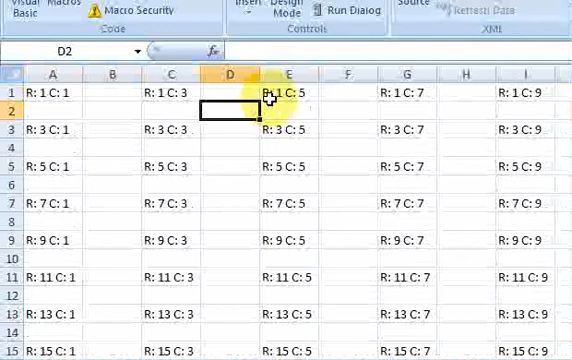 Visual Basic Macros Macro Security Insert Design Mode Run Dialog Source Refresh Data
Code Controls XML
D2 fx
A B C D E F G H I
1 R: 1 C: 1 R: 1 C: 3 R: 1 C: 5 R: 1 C: 7 R: 1 C: 9
2
3 R: 3 C: 1 R: 3 C: 3 R: 3 C: 5 R: 3 C: 7 R: 3 C: 9
4
5 R: 5 C: 1 R: 5 C: 3 R: 5 C: 5 R: 5 C: 7 R: 5 C: 9
6
7 R: 7 C: 1 R: 7 C: 3 R: 7 C: 5 R: 7 C: 7 R: 7 C: 9
8
9 R: 9 C: 1 R: 9 C: 3 R: 9 C: 5 R: 9 C: 7 R: 9 C: 9
10
11 R: 11 C: 1 R: 11 C: 3 R: 11 C: 5 R: 11 C: 7 R: 11 C: 9
12
13 R: 13 C: 1 R: 13 C: 3 R: 13 C: 5 R: 13 C: 7 R: 13 C: 9
14
15 R: 15 C: 1 R: 15 C: 3 R: 15 C: 5 R: 15 C: 7 R: 15 C: 9